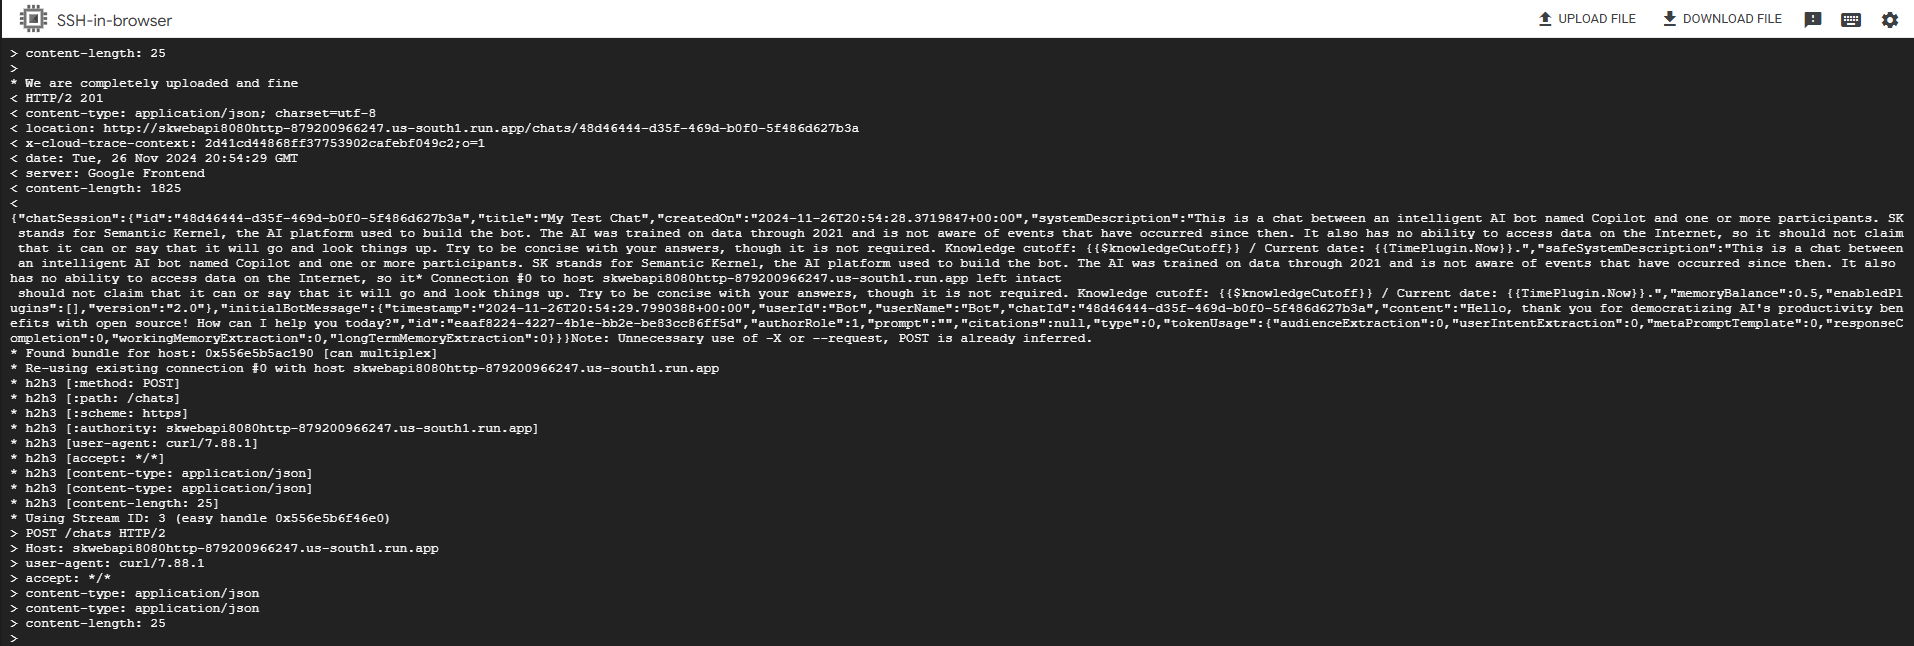 SSH-in-browser
UPLOAD FILE
DOWNLOAD FILE
> content-length: 25
>
* We are completely uploaded and fine
< HTTP/2 201
< content-type: application/json; charset=utf-8
< location: http://skwebapi8080http-879200966247.us-south1.run.app/chats/48d46444-d35f-469d-b0f0-5f486d627b3a
< x-cloud-trace-context: 2d41cd44868ff37753902cafebf049c2;o=1
< date: Tue, 26 Nov 2024 20:54:29 GMT
< server: Google Frontend
< content-length: 1825
<
{"chatSession":{"id":"48d46444-d35f-469d-b0f0-5f486d627b3a","title":"My Test Chat","createdOn":"2024-11-26T20:54:28.3719847+00:00","systemDescription":"This is a chat between an intelligent AI bot named Copilot and one or more participants. SK
stands for Semantic Kernel, the AI platform used to build the bot. The AI was trained on data through 2021 and is not aware of events that have occurred since then. It also has no ability to access data on the Internet, so it should not claim
that it can or say that it will go and look things up. Try to be concise with your answers, though it is not required. Knowledge cutoff: {{$knowledgeCutoff}} / Current date: {{TimePlugin.Now}}.","safeSystemDescription":"This is a chat between
an intelligent AI bot named Copilot and one or more participants. SK stands for Semantic Kernel, the AI platform used to build the bot. The AI was trained on data through 2021 and is not aware of events that have occurred since then. It also
has no ability to access data on the Internet, so it* Connection #0 to host skwebapi8080http-879200966247.us-south1.run.app left intact
should not claim that it can or say that it will go and look things up. Try to be concise with your answers, though it is not required. Knowledge cutoff: {{$knowledgeCutoff}} / Current date: {{TimePlugin.Now}}.","memoryBalance":0.5,"enabledPl
ugins":[],"version":"2.0"},"initialBotMessage":{"timestamp":"2024-11-26T20:54:29.7990388+00:00","userId":"Bot","userName":"Bot","chatId":"48d46444-d35f-469d-b0f0-5f486d627b3a","content":"Hello, thank you for democratizing AI's productivity ben
efits with open source! How can I help you today?","id":"eaaf8224-4227-4b1e-bb2e-be83cc86ff5d","authorRole":1,"prompt":"","citations":null,"type":0,"tokenUsage":{"audienceExtraction":0,"userIntentExtraction":0,"metaPromptTemplate":0,"responseC
ompletion":0,"workingMemoryExtraction":0,"longTermMemoryExtraction":0}}}Note: Unnecessary use of -X or --request, POST is already inferred.
* Found bundle for host: 0x556e5b5ac190 [can multiplex]
* Re-using existing connection #0 with host skwebapi8080http-879200966247.us-south1.run.app
* h2h3 [:method: POST]
* h2h3 [:path: /chats]
* h2h3 [:scheme: https]
* h2h3 [:authority: skwebapi8080http-879200966247.us-south1.run.app]
* h2h3 [user-agent: curl/7.88.1]
* h2h3 [accept: */*]
* h2h3 [content-type: application/json]
* h2h3 [content-type: application/json]
* h2h3 [content-length: 25]
* Using Stream ID: 3 (easy handle 0x556e5b6f46e0)
> POST /chats HTTP/2
> Host: skwebapi8080http-879200966247.us-south1.run.app
> user-agent: curl/7.88.1
> accept: */*
> content-type: application/json
> content-type: application/json
> content-length: 25
>